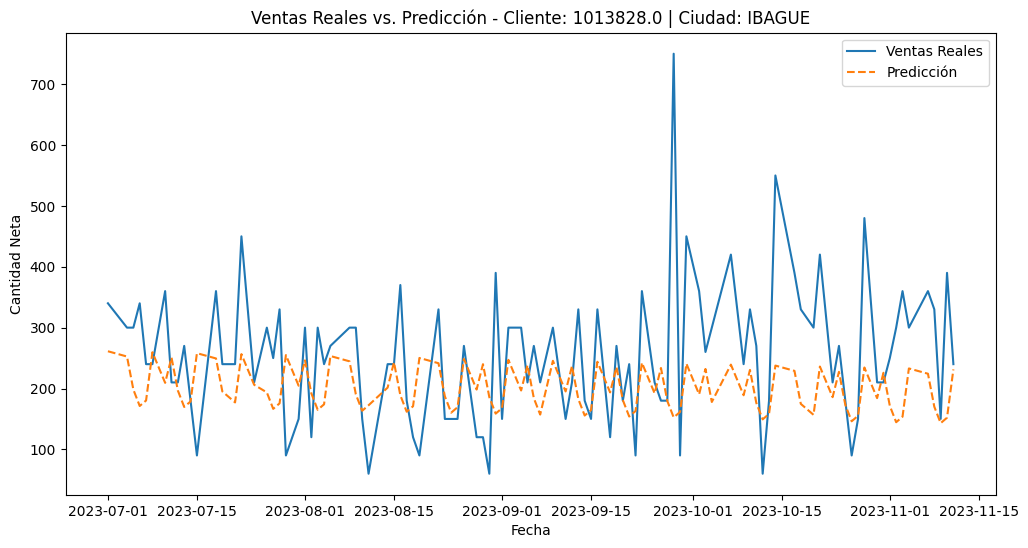 Ventas Reales vs. Predicción - Cliente: 1013828.0 | Ciudad: IBAGUE
Ventas Reales
Predicción
Cantidad Neta
700
600
500
400
300
200
100
2023-07-01 2023-07-15 2023-08-01 2023-08-15 2023-09-01 2023-09-15 2023-10-01 2023-10-15 2023-11-01 2023-11-15
Fecha